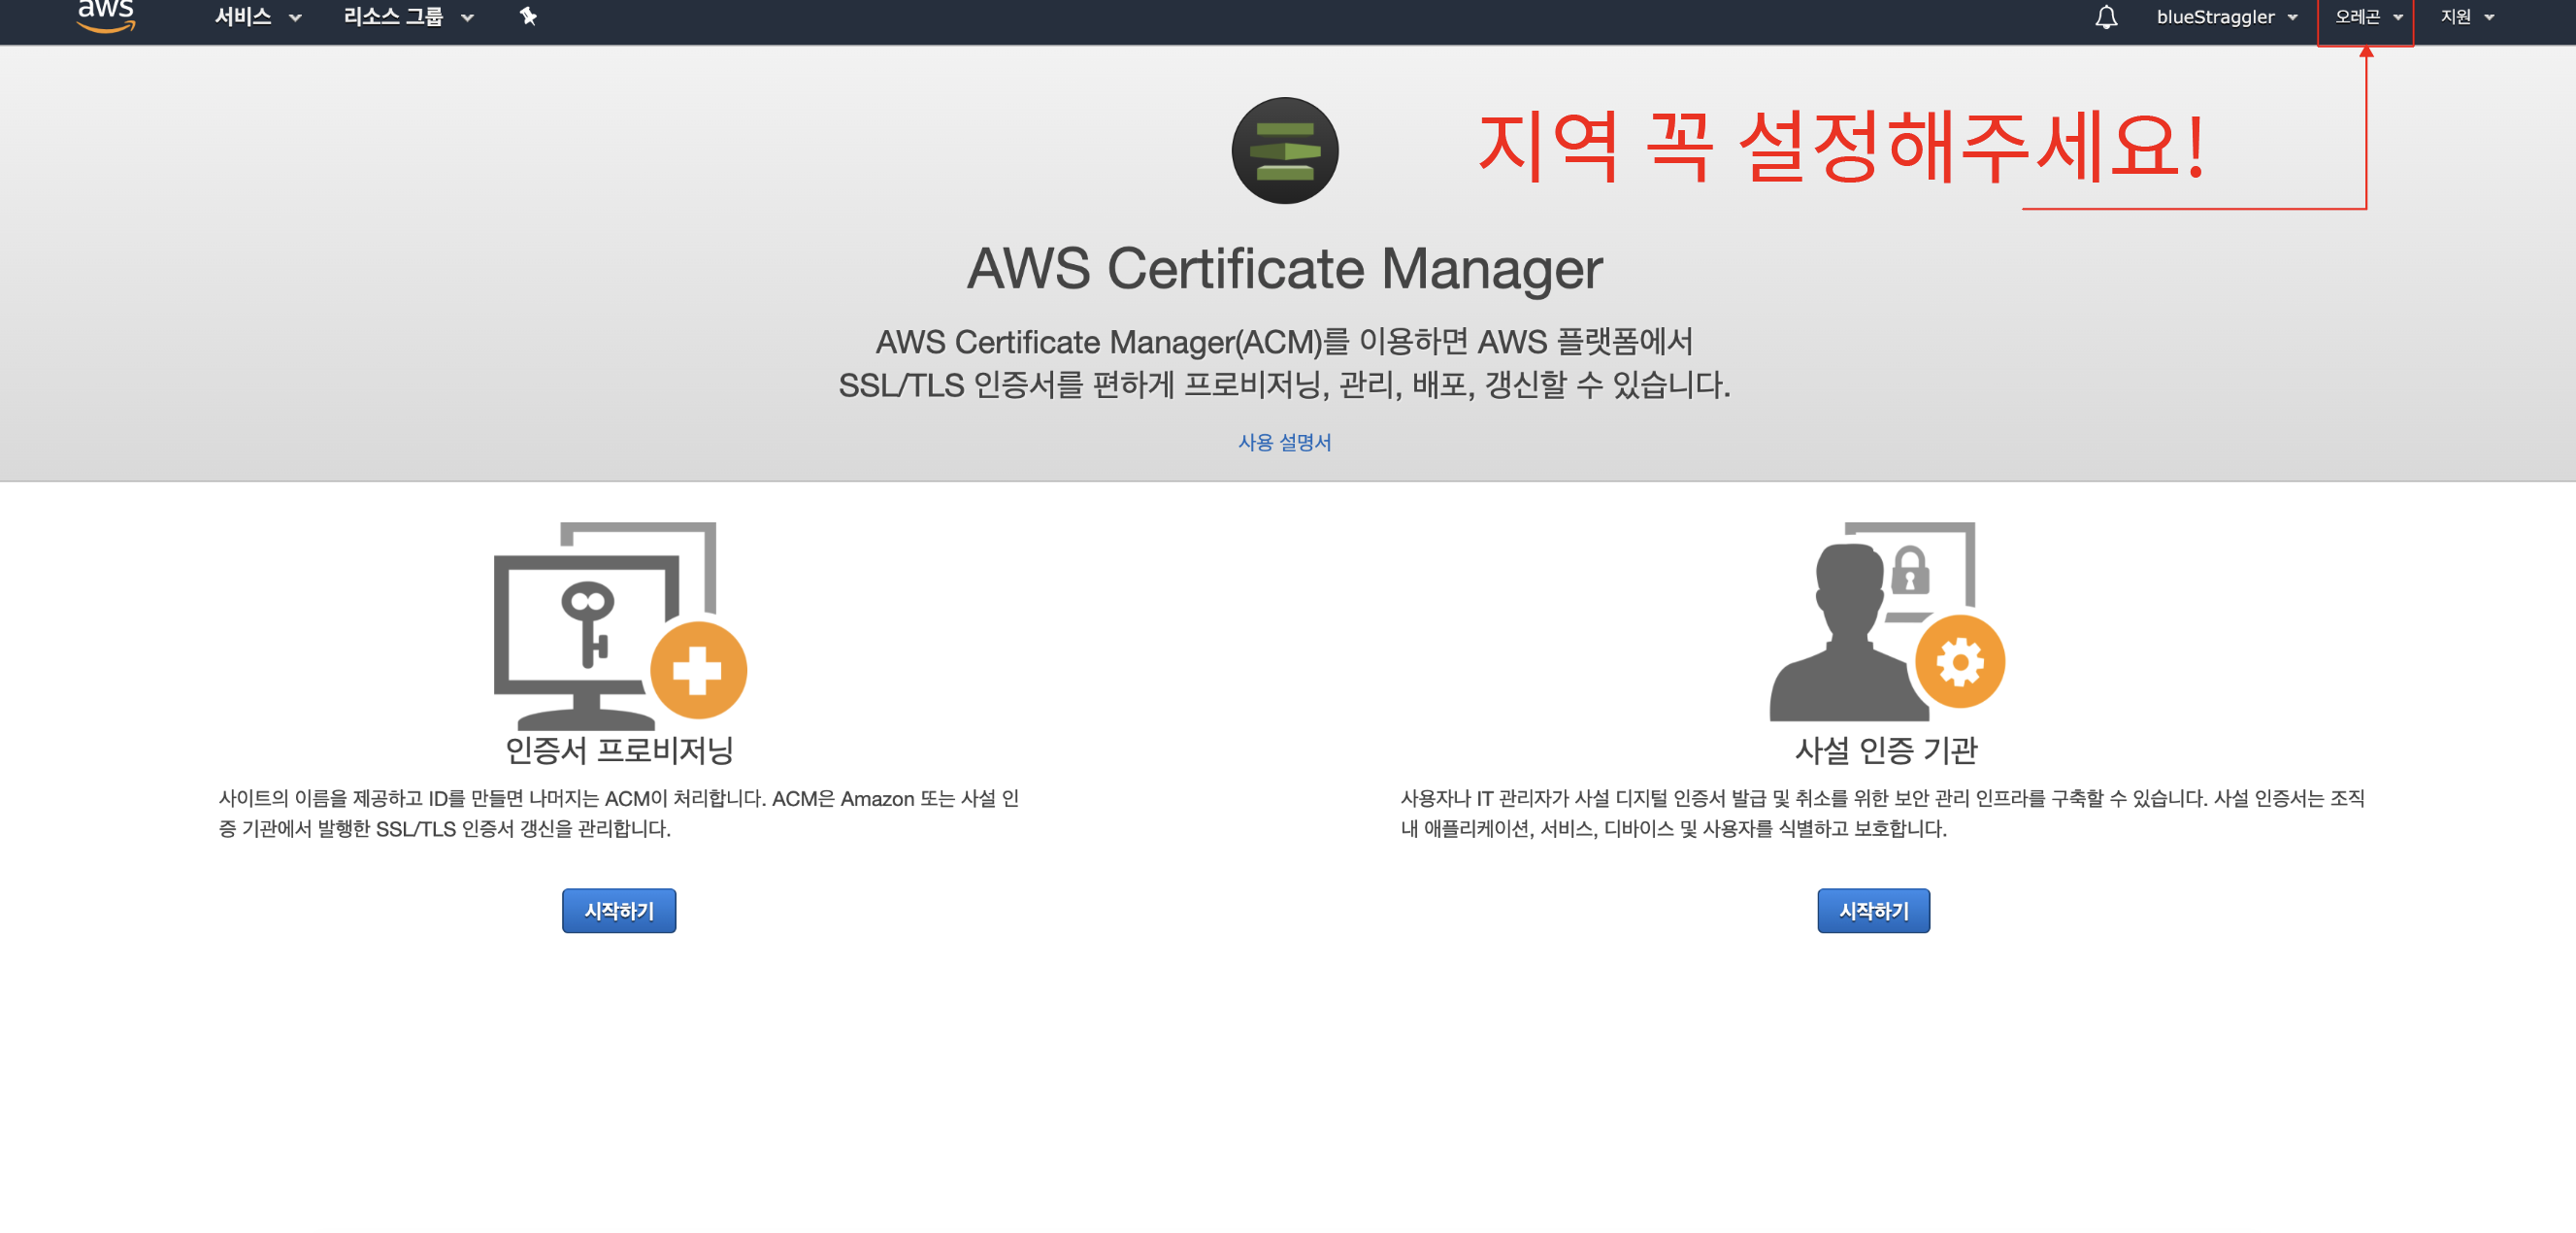 aws
서비스
리소스 그룹
blueStraggler
오레곤
지원
지역 꼭 설정해주세요!
AWS Certificate Manager
AWS Certificate Manager(ACM)를 이용하면 AWS 플랫폼에서
SSL/TLS 인증서를 편하게 프로비저닝, 관리, 배포, 갱신할 수 있습니다.
사용 설명서
인증서 프로비저닝
사이트의 이름을 제공하고 ID를 만들면 나머지는 ACM이 처리합니다. ACM은 Amazon 또는 사설 인
증 기관에서 발행한 SSL/TLS 인증서 갱신을 관리합니다.
시작하기
사설 인증 기관
사용자나 IT 관리자가 사설 디지털 인증서 발급 및 취소를 위한 보안 관리 인프라를 구축할 수 있습니다. 사설 인증서는 조직
내 애플리케이션, 서비스, 디바이스 및 사용자를 식별하고 보호합니다.
시작하기